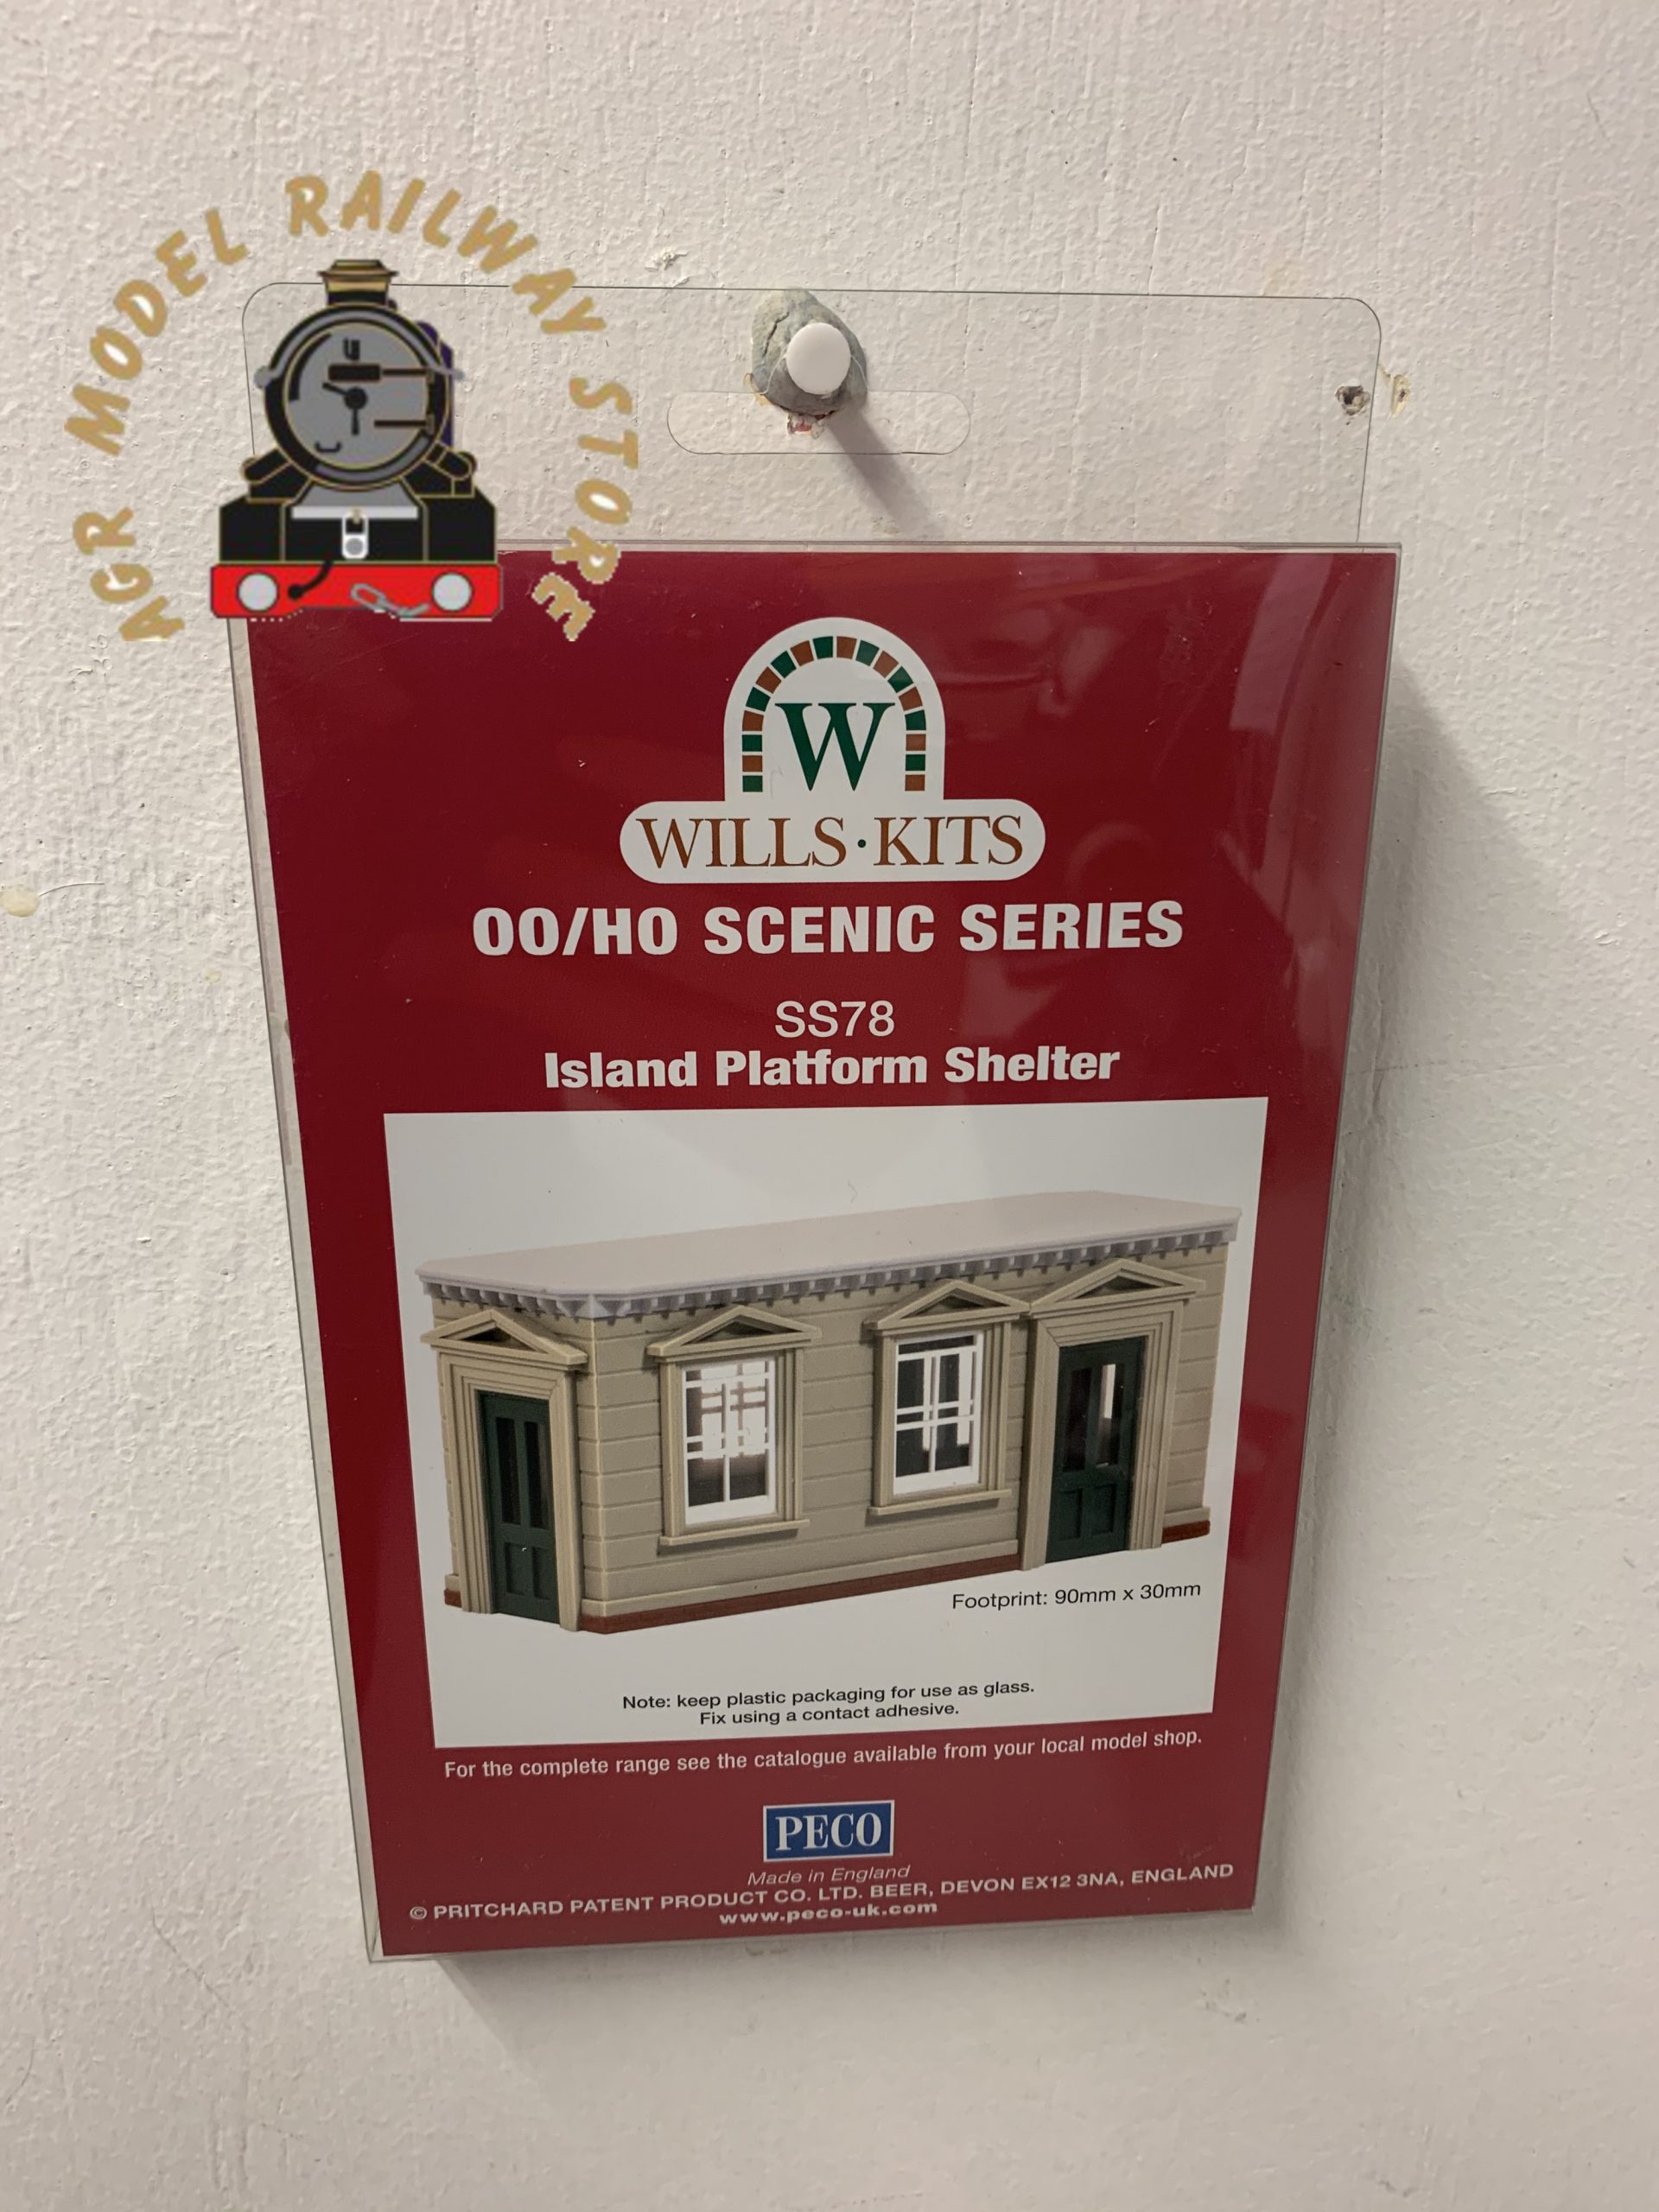 AGR MODEL RAILWAY STORE
W
WILLS·KITS
OO/HO SCENIC SERIES
SS78
Island Platform Shelter
Footprint: 90mm x 30mm
Note: keep plastic packaging for use as glass.
Fix using a contact adhesive.
For the complete range see the catalogue available from your local model shop.
PECO
Made in England
© PRITCHARD PATENT PRODUCT CO. LTD. BEER, DEVON EX12 3NA, ENGLAND
www.peco-uk.com